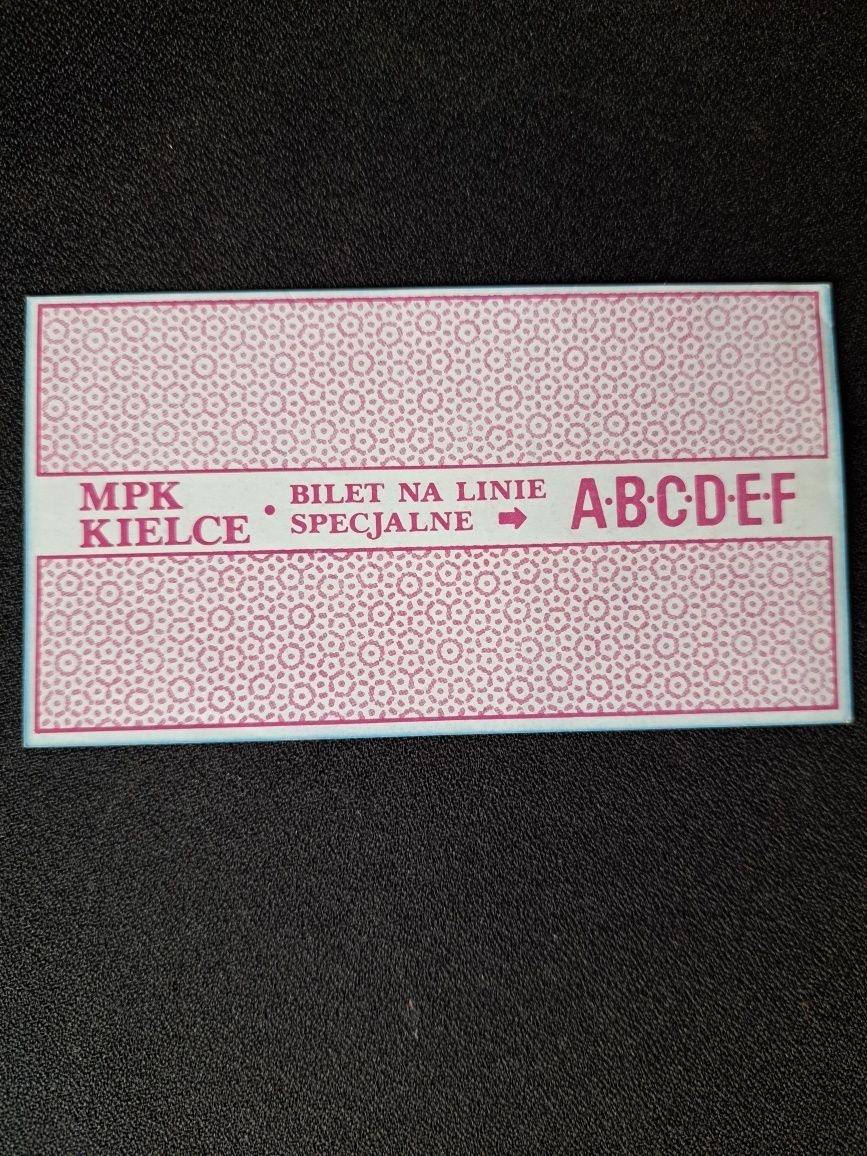 MPK
KIELCE
• BILET NA LINIE
SPECJALNE ➡
A·B·C·D·E·F